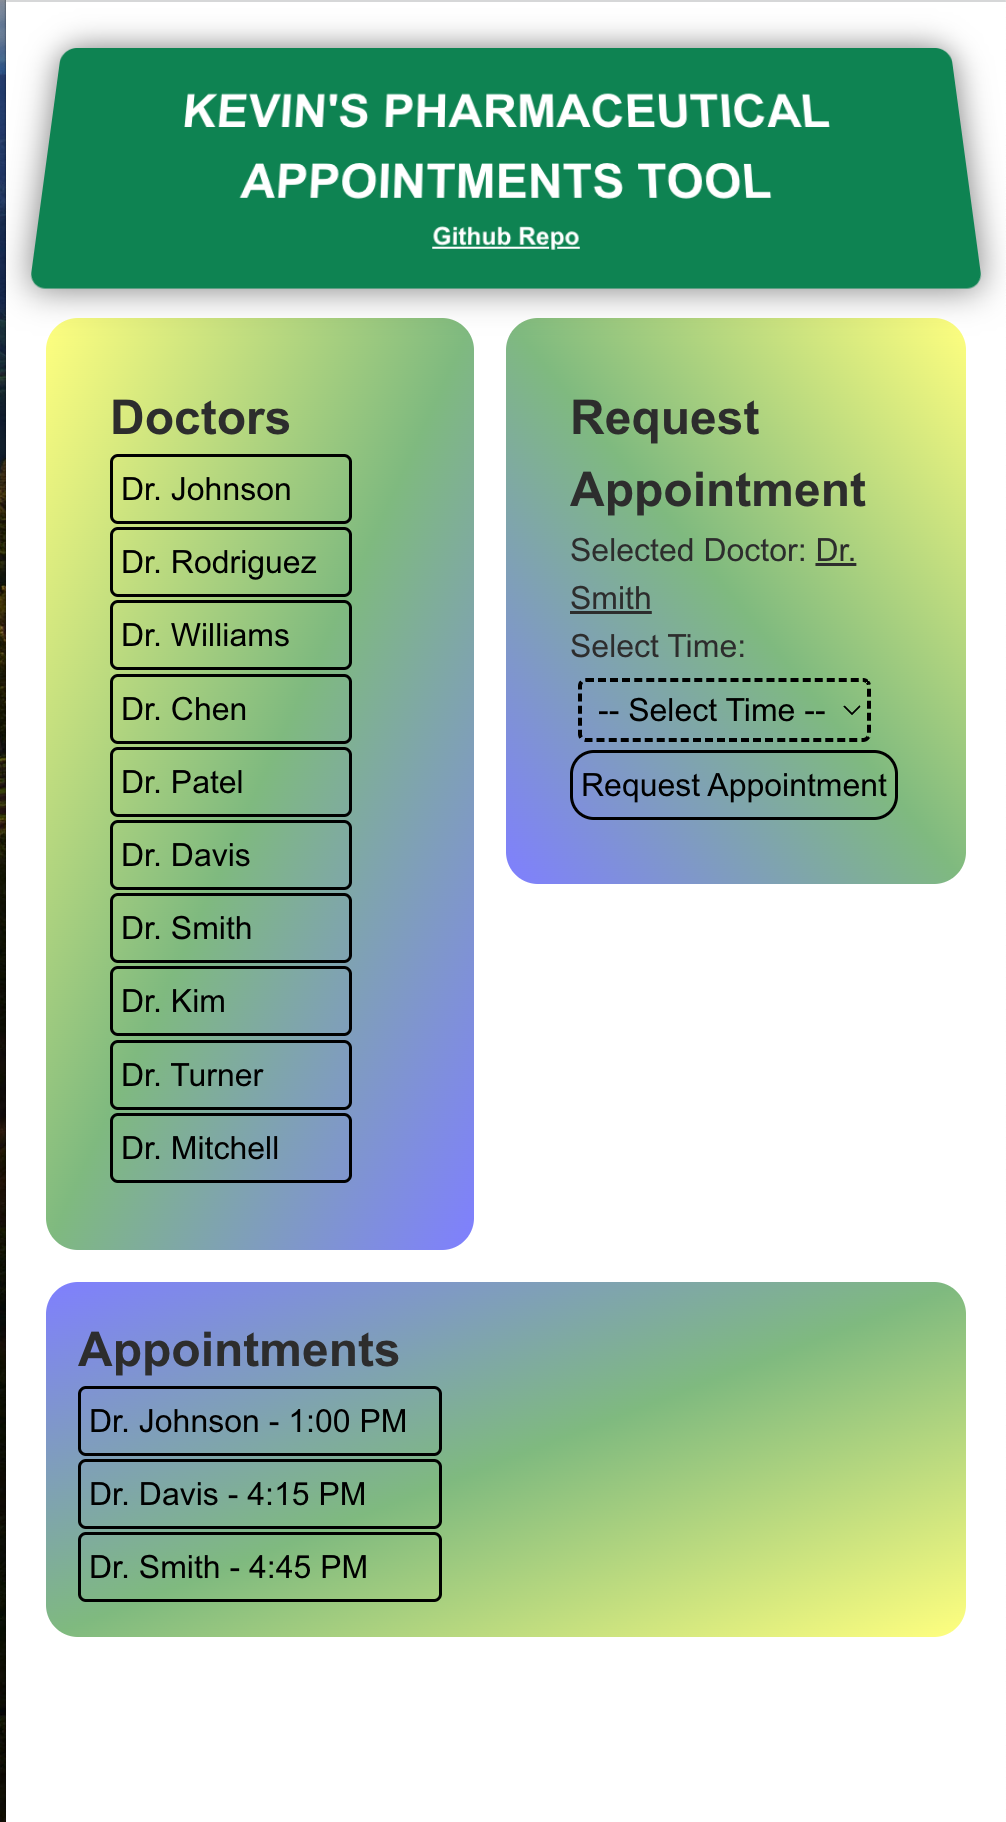 KEVIN'S PHARMACEUTICAL
APPOINTMENTS TOOL
Github Repo
Doctors
Dr. Johnson
Dr. Rodriguez
Dr. Williams
Dr. Chen
Dr. Patel
Dr. Davis
Dr. Smith
Dr. Kim
Dr. Turner
Dr. Mitchell
Request
Appointment
Selected Doctor: Dr.
Smith
Select Time:
-- Select Time --
Request Appointment
Appointments
Dr. Johnson - 1:00 PM
Dr. Davis - 4:15 PM
Dr. Smith - 4:45 PM